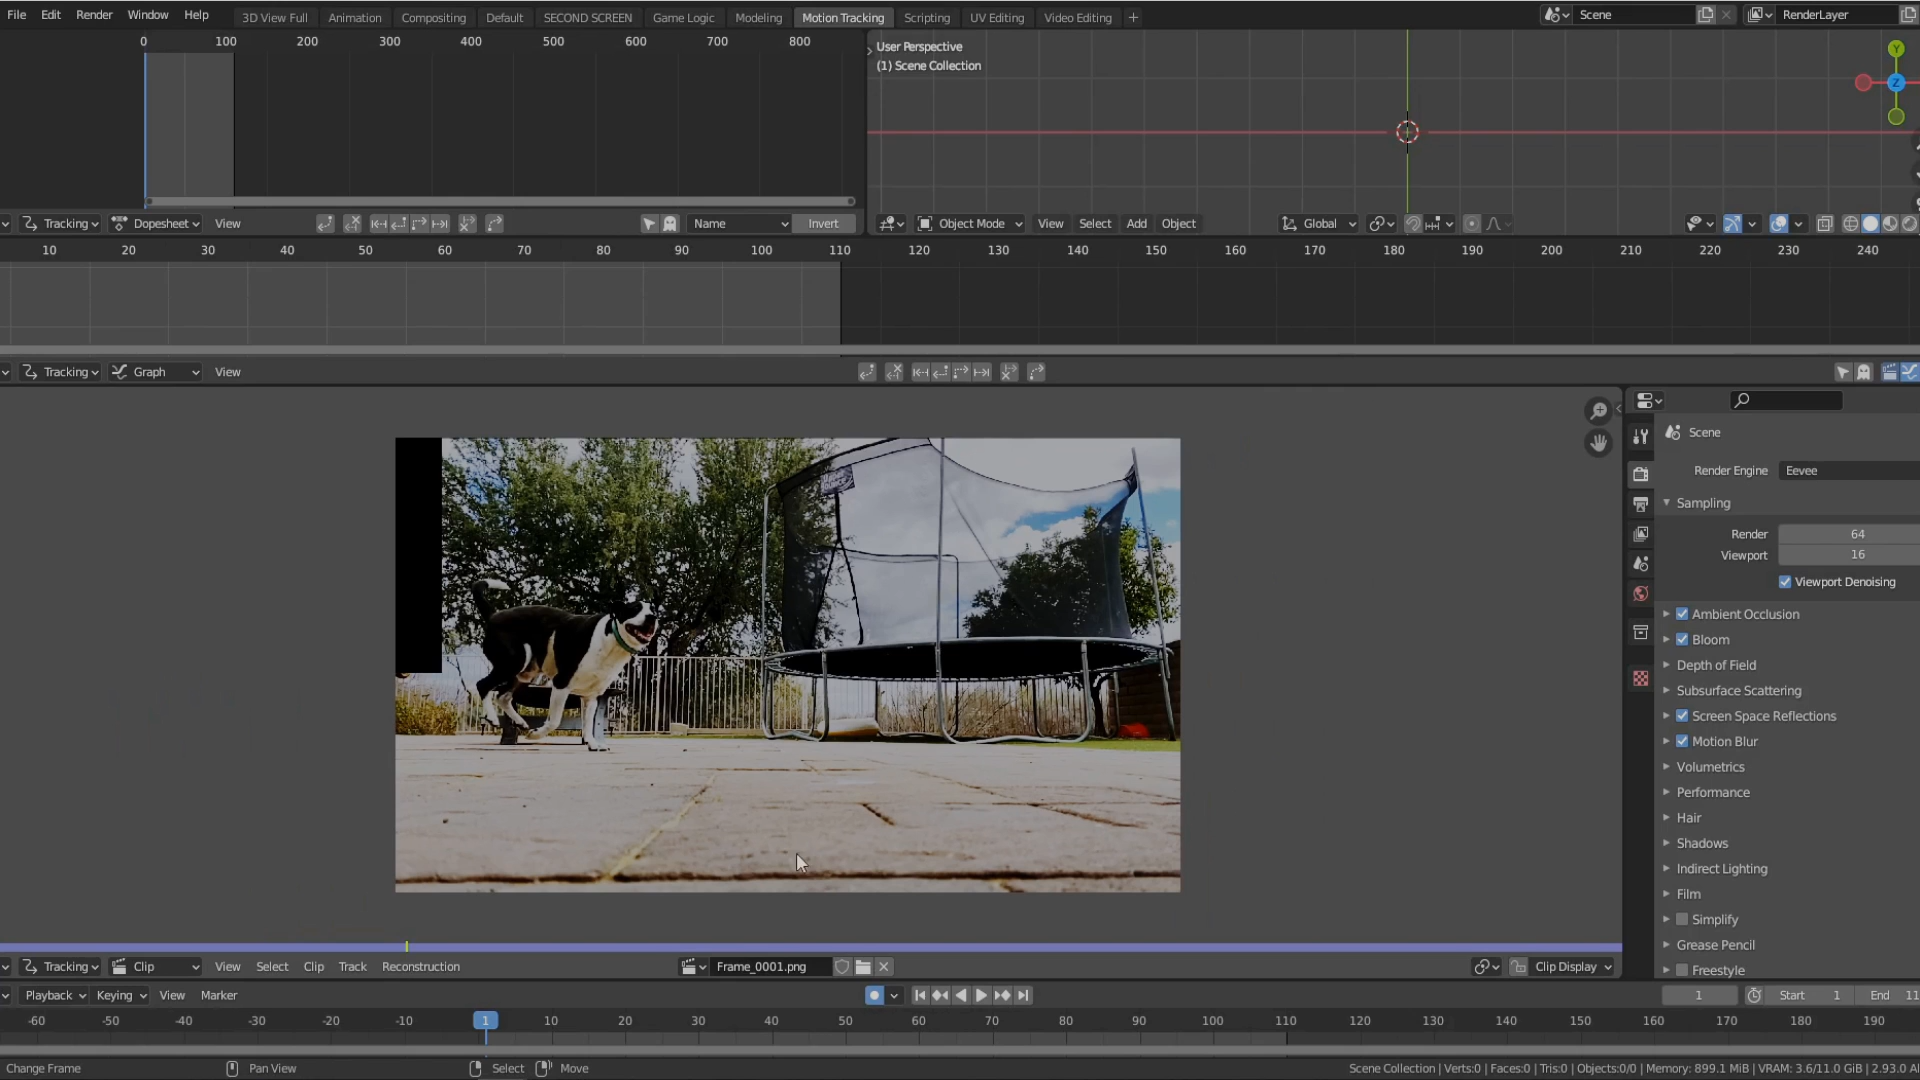 File Edit Render Window Help 3D View Full Animation Compositing Default SECOND SCREEN Game Logic Modeling Motion Tracking Scripting UV Editing Video Editing + Scene RenderLayer
0 100 200 300 400 500 600 700 800
User Perspective
(1) Scene Collection
Y
Z
Tracking Dopesheet View Name Invert
Object Mode View Select Add Object Global
10 20 30 40 50 60 70 80 90 100 110 120 130 140 150 160 170 180 190 200 210 220 230 240
Tracking Graph View
Scene
Render Engine Eevee
Sampling
Render 64
Viewport 16
Viewport Denoising
Ambient Occlusion
Bloom
Depth of Field
Subsurface Scattering
Screen Space Reflections
Motion Blur
Volumetrics
Performance
Hair
Shadows
Indirect Lighting
Film
Simplify
Grease Pencil
Freestyle
Tracking Clip View Select Clip Track Reconstruction Frame_0001.png Clip Display
Playback Keying View Marker 1 Start 1 End 11
-60 -50 -40 -30 -20 -10 1 10 20 30 40 50 60 70 80 90 100 110 120 130 140 150 160 170 180 190
Change Frame Pan View Select Move Scene Collection | Verts:0 | Faces:0 | Tris:0 | Objects:0/0 | Memory: 899.1 MiB | VRAM: 3.6/11.0 GiB | 2.93.0 Al